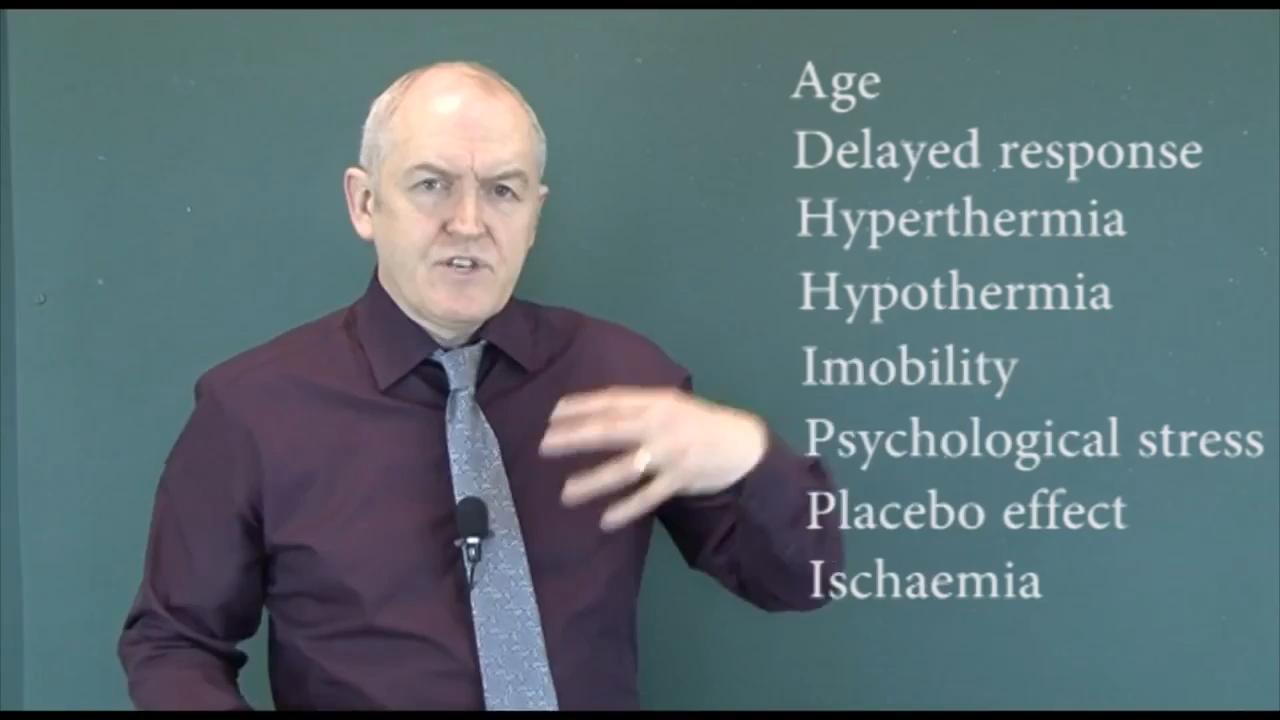 Age
Delayed response
Hyperthermia
Hypothermia
Imobility
Psychological stress
Placebo effect
Ischaemia